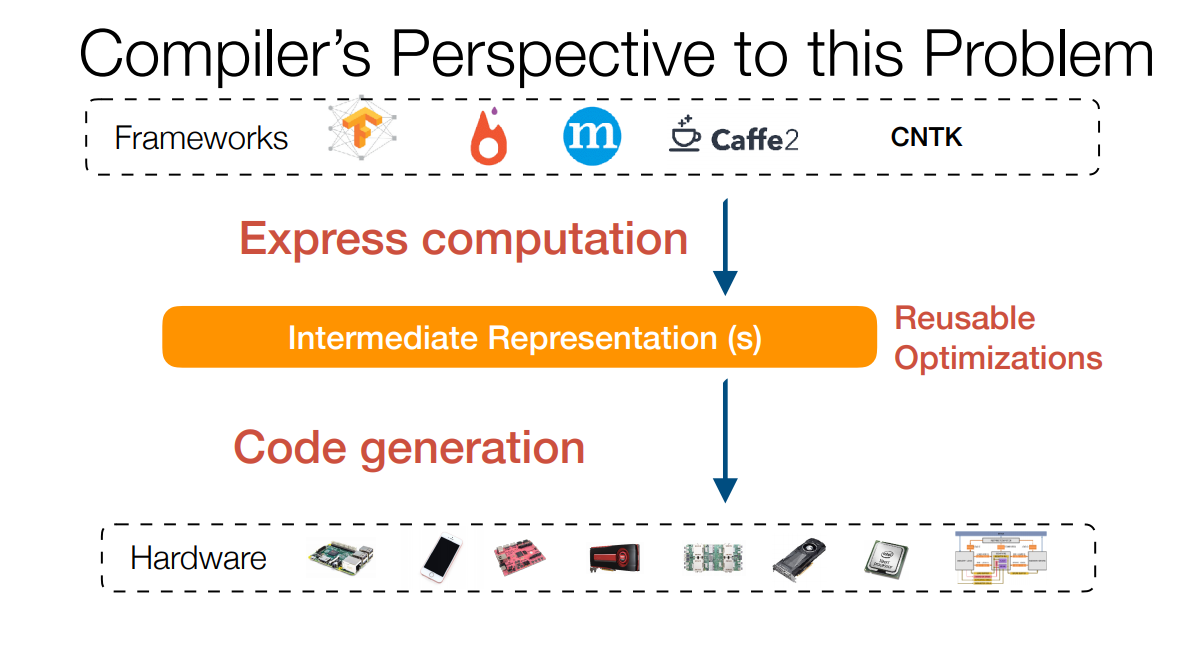 Compiler's Perspective to this Problem
Frameworks
m
Caffe2
CNTK
Express computation
Intermediate Representation (s)
Reusable
Optimizations
Code generation
Hardware